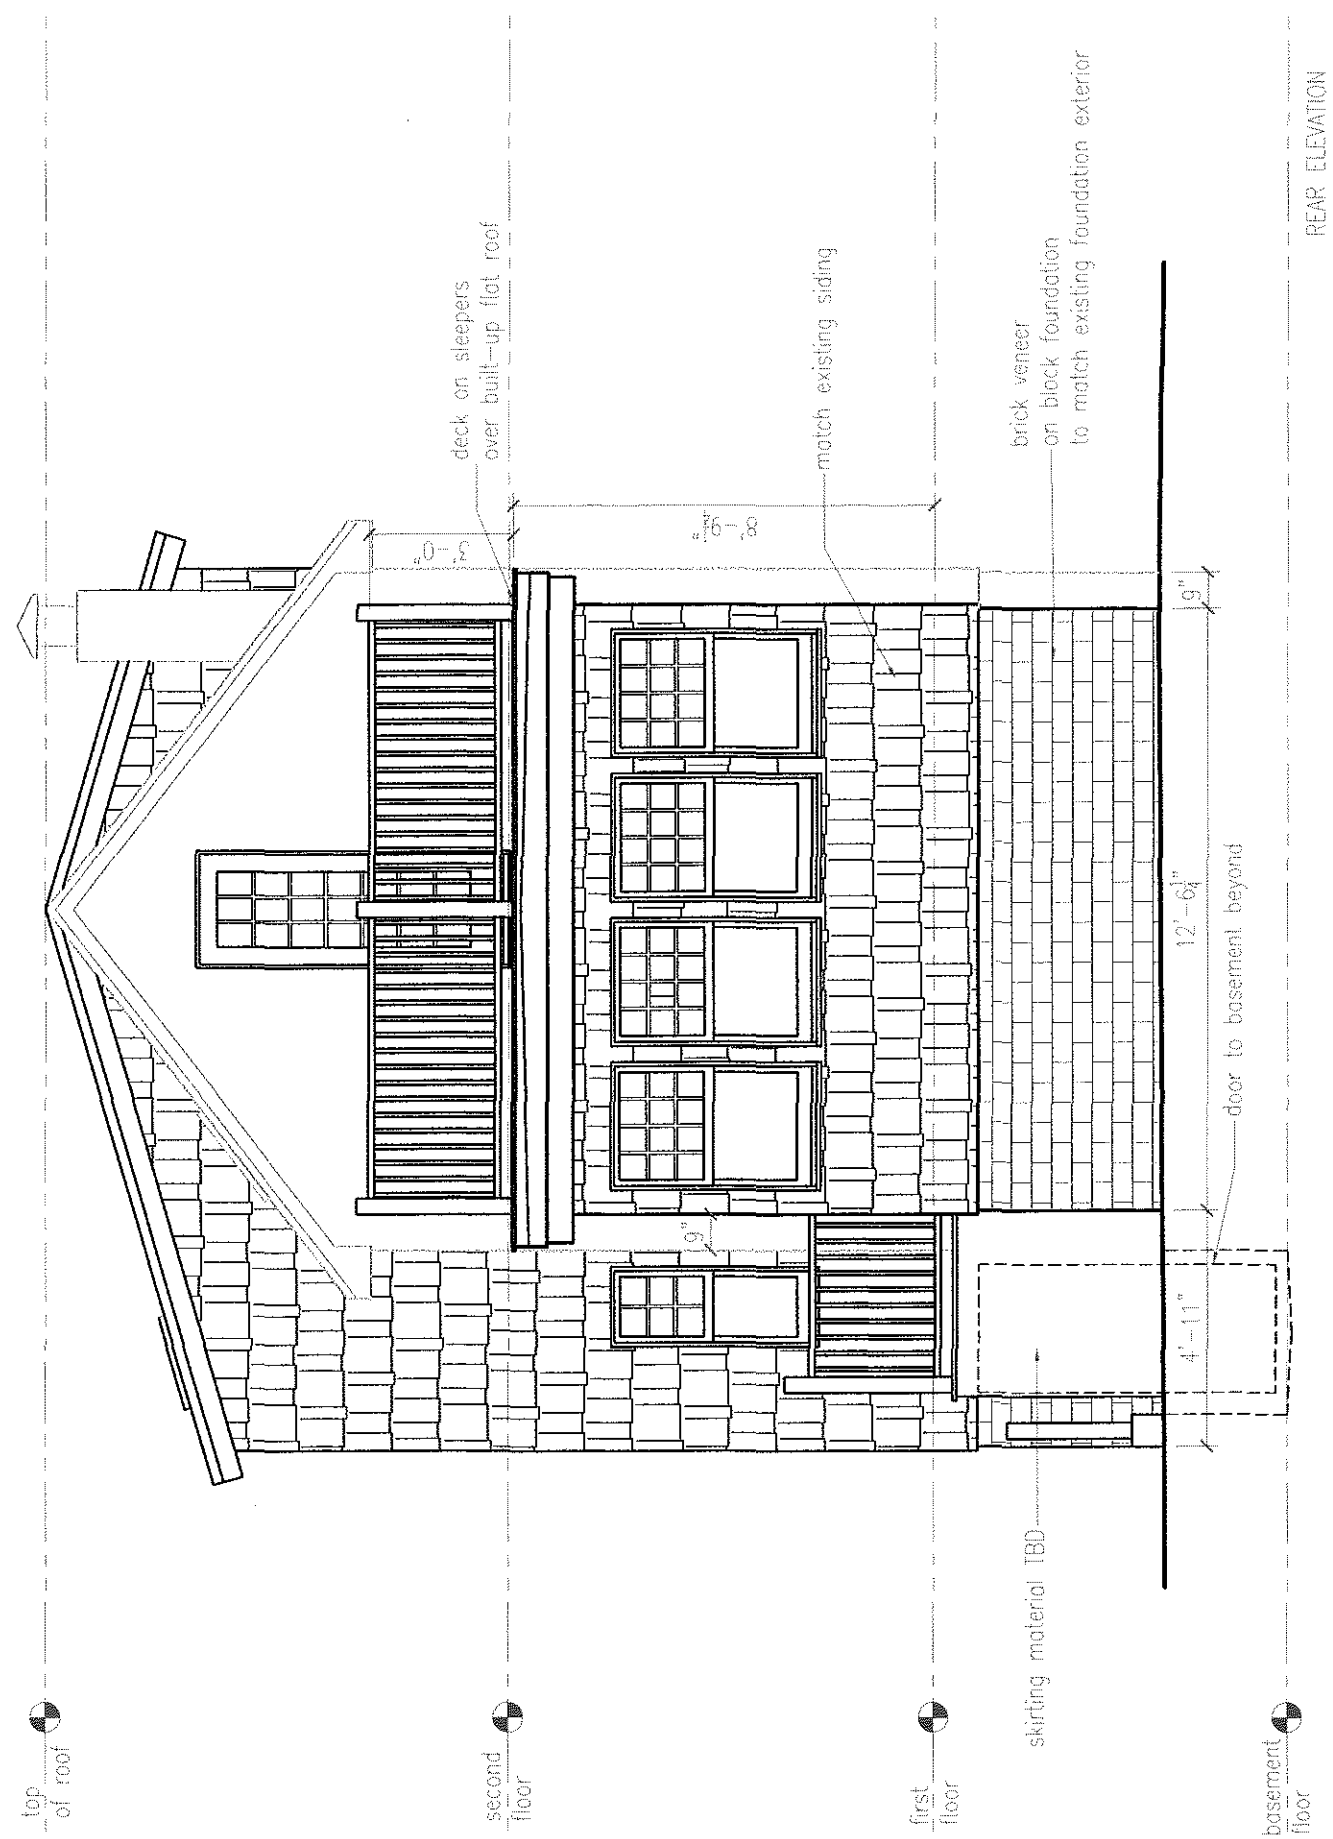 top
of roof
second
floor
first
floor
basement
floor
deck on sleepers
over built-up flat roof
3'-0"
8'-9½"
match existing siding
brick veneer
on block foundation
to match existing foundation exterior
9"
9"
12'-6¼"
4'-11"
door to basement beyond
skirting material TBD
REAR ELEVATION